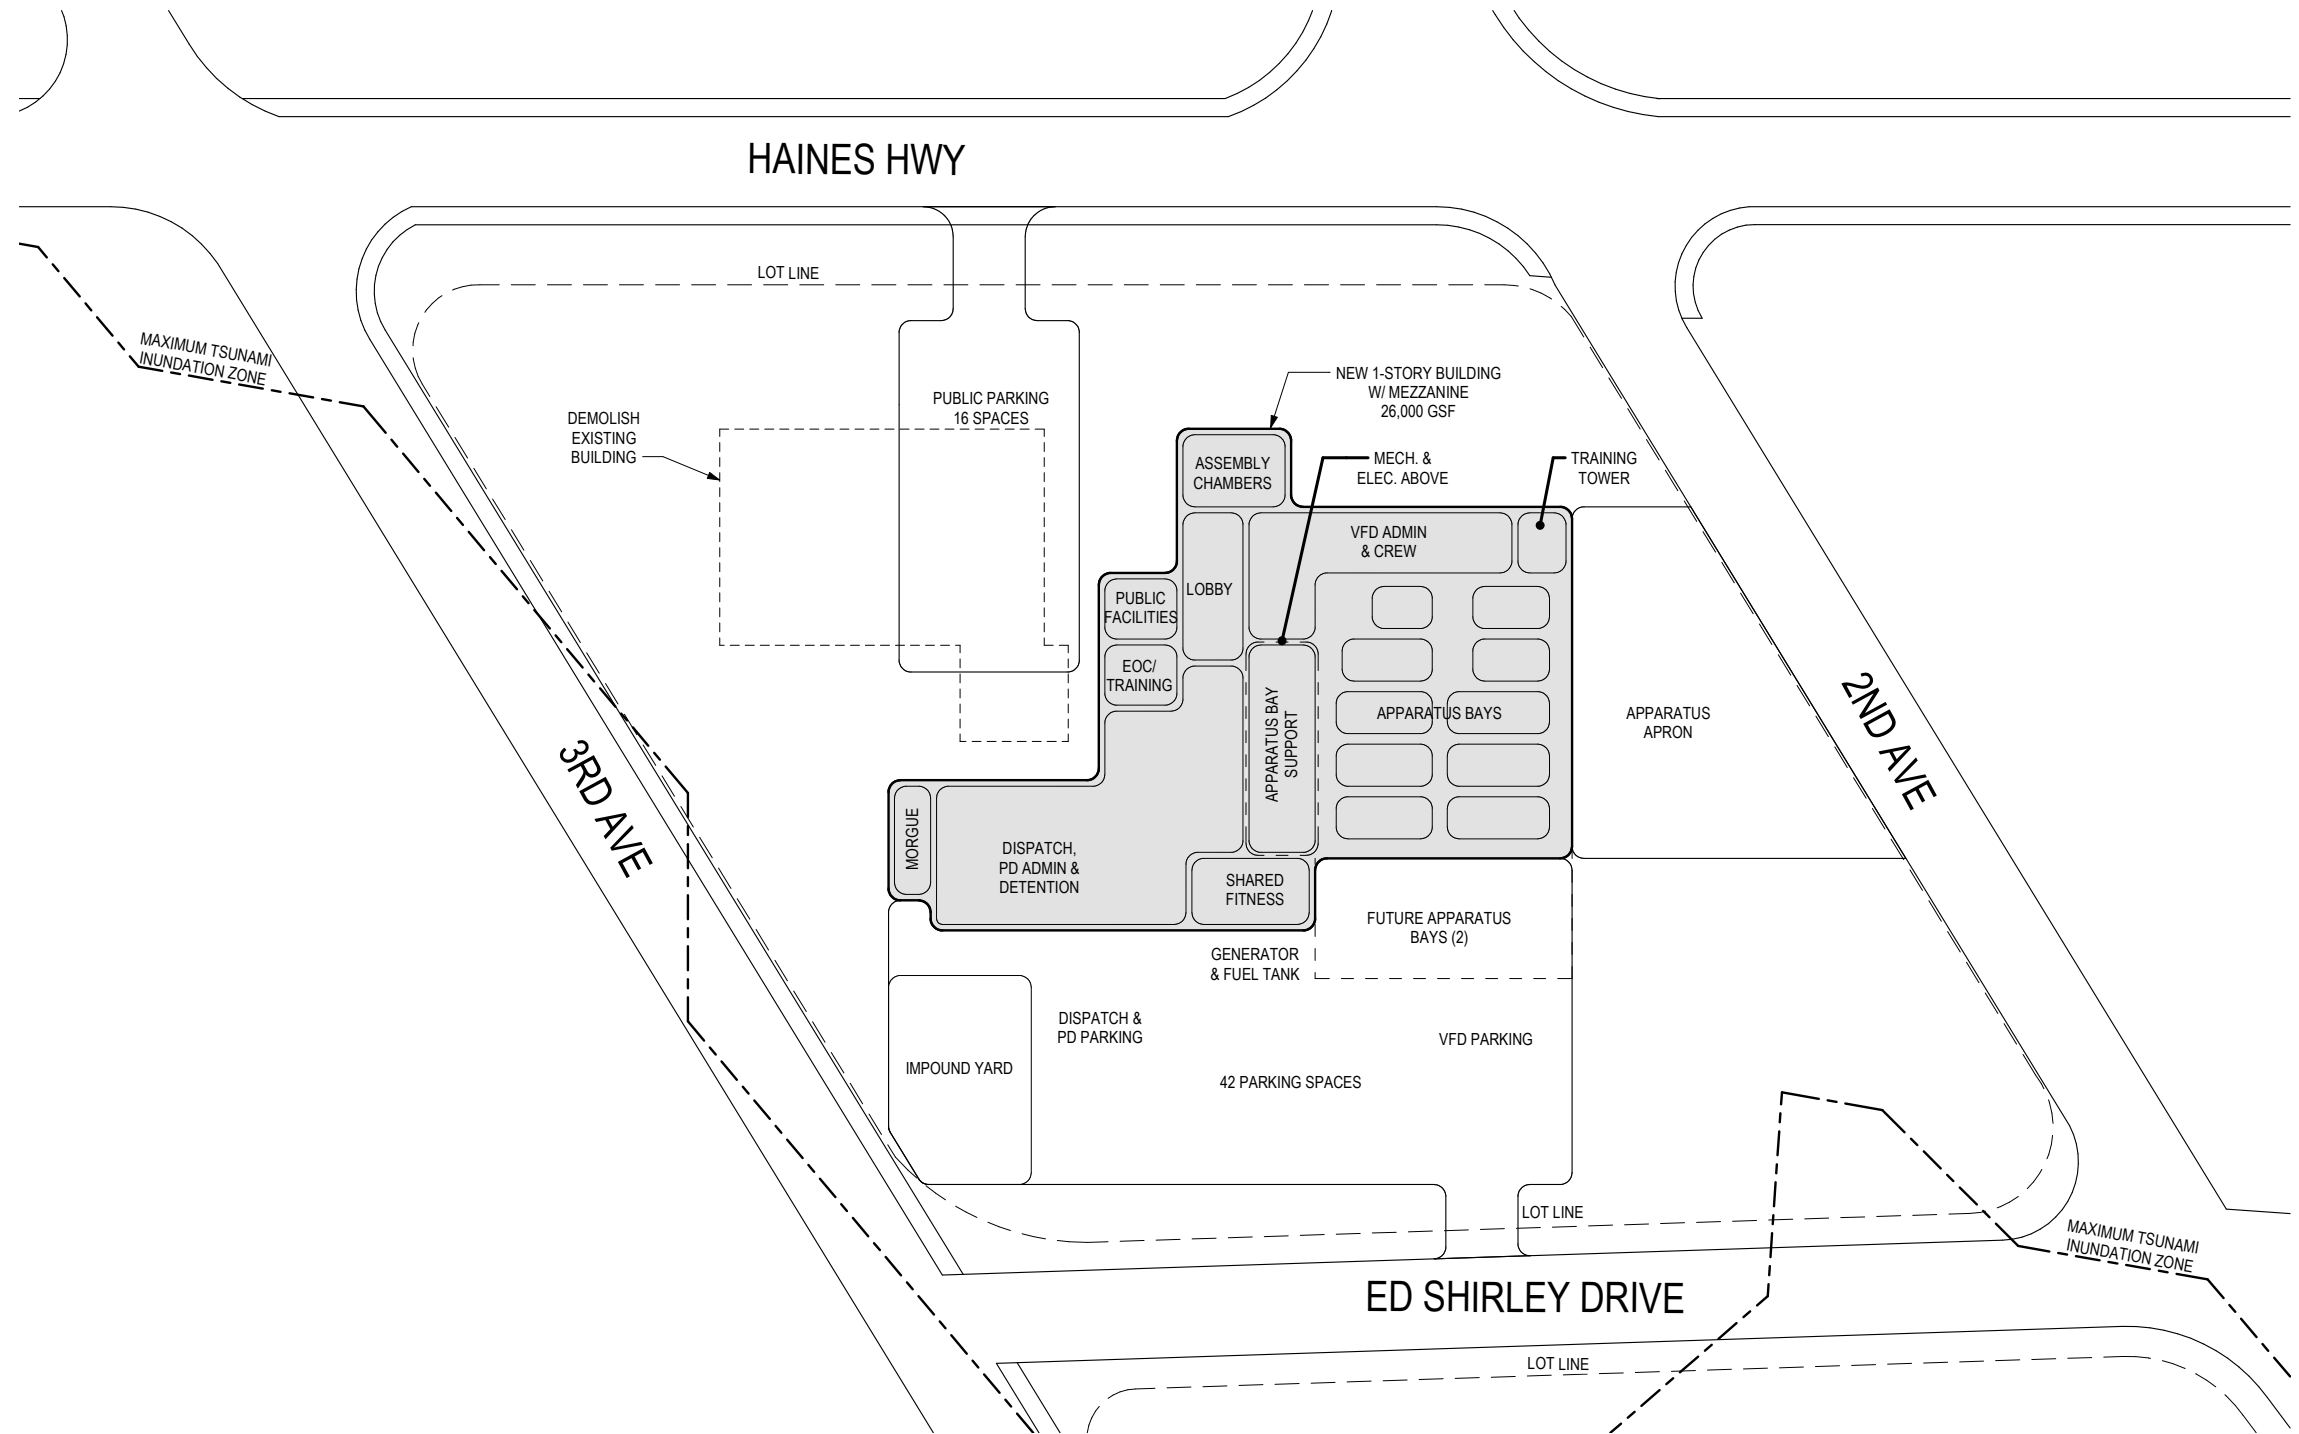 HAINES HWY
LOT LINE
MAXIMUM TSUNAMI
INUNDATION ZONE
NEW 1-STORY BUILDING
W/ MEZZANINE
26,000 GSF
PUBLIC PARKING
16 SPACES
DEMOLISH
EXISTING
BUILDING
ASSEMBLY
CHAMBERS
MECH. &
ELEC. ABOVE
TRAINING
TOWER
VFD ADMIN
& CREW
LOBBY
PUBLIC
FACILITIES
EOC/
TRAINING
APPARATUS BAY
SUPPORT
APPARATUS BAYS
APPARATUS
APRON
2ND AVE
3RD AVE
MORGUE
DISPATCH,
PD ADMIN &
DETENTION
SHARED
FITNESS
FUTURE APPARATUS
BAYS (2)
GENERATOR
& FUEL TANK
DISPATCH &
PD PARKING
VFD PARKING
IMPOUND YARD
42 PARKING SPACES
LOT LINE
MAXIMUM TSUNAMI
INUNDATION ZONE
ED SHIRLEY DRIVE
LOT LINE